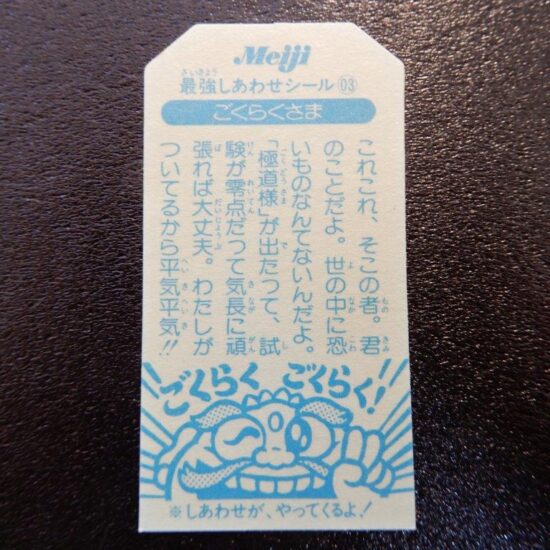 Meiji
最強しあわせシール03
ごくらくさま
これこれ、そこの者。君
のことだよ。世の中に恐
いものなんてないんだよ。
「極道様」が出たって、試
験が零点だって気長に頑
張れば大丈夫。わたしが
ついてるから平気平気!!
ごくらく ごくらく!
※しあわせが、やってくるよ!